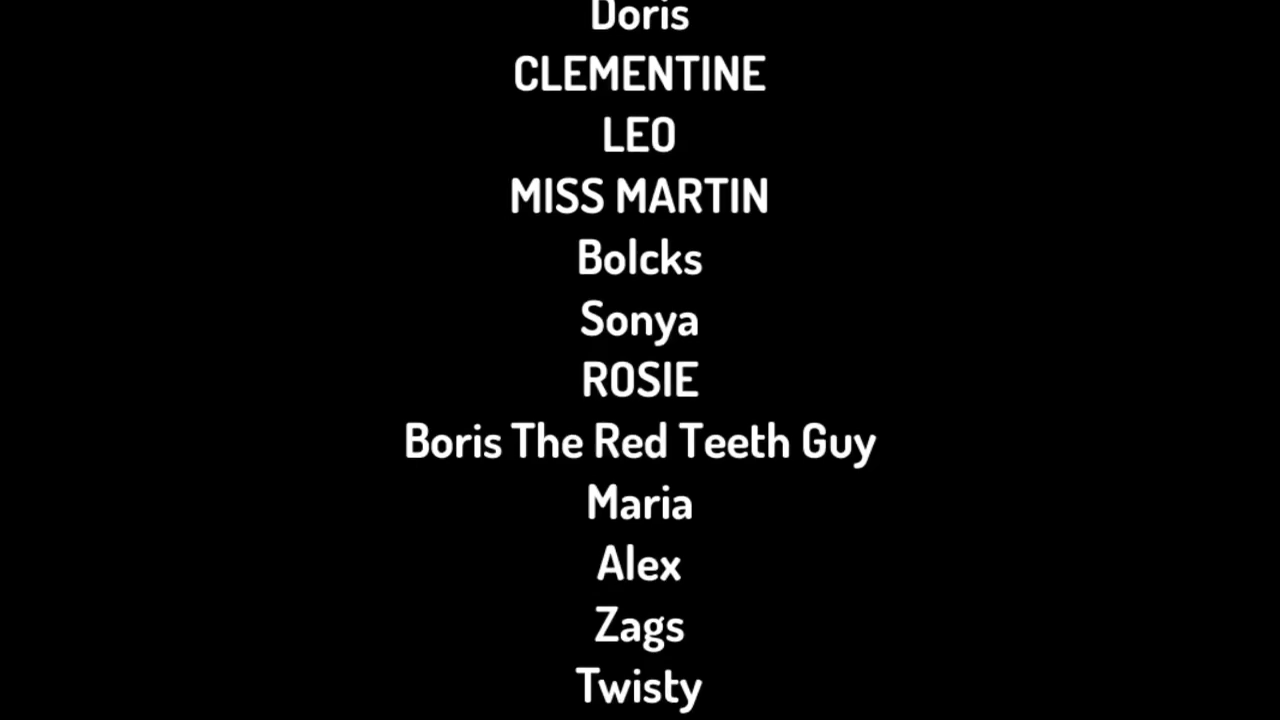 Doris
CLEMENTINE
LEO
MISS MARTIN
Bolcks
Sonya
ROSIE
Boris The Red Teeth Guy
Maria
Alex
Zags
Twisty